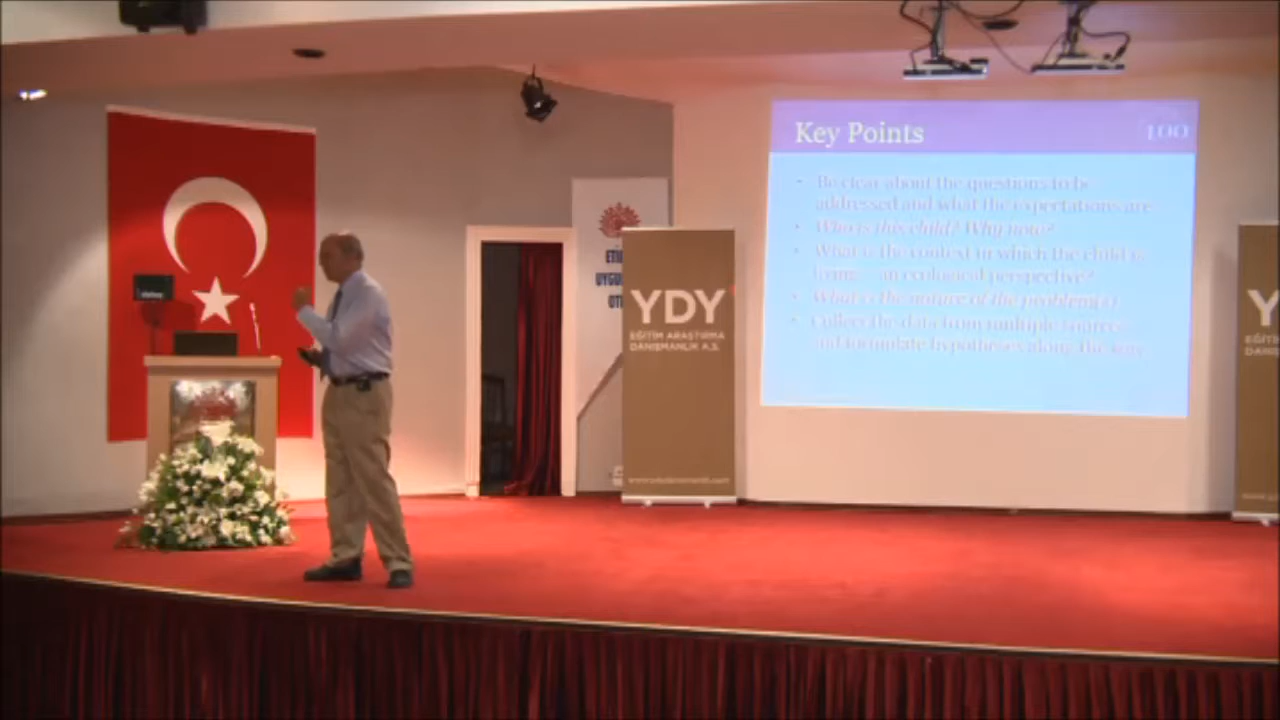 Key Points
100
• Be clear about the questions to be
addressed and what the expectations are
• Who is this child? Why now?
• What is the context in which the child is
living – an ecological perspective?
• What is the nature of the problem(s)
• Collect the data from multiple sources
and formulate hypotheses along the way
YDY
EĞİTİM ARAŞTIRMA
DANIŞMANLIK A.Ş.
UYGU
OT
Y